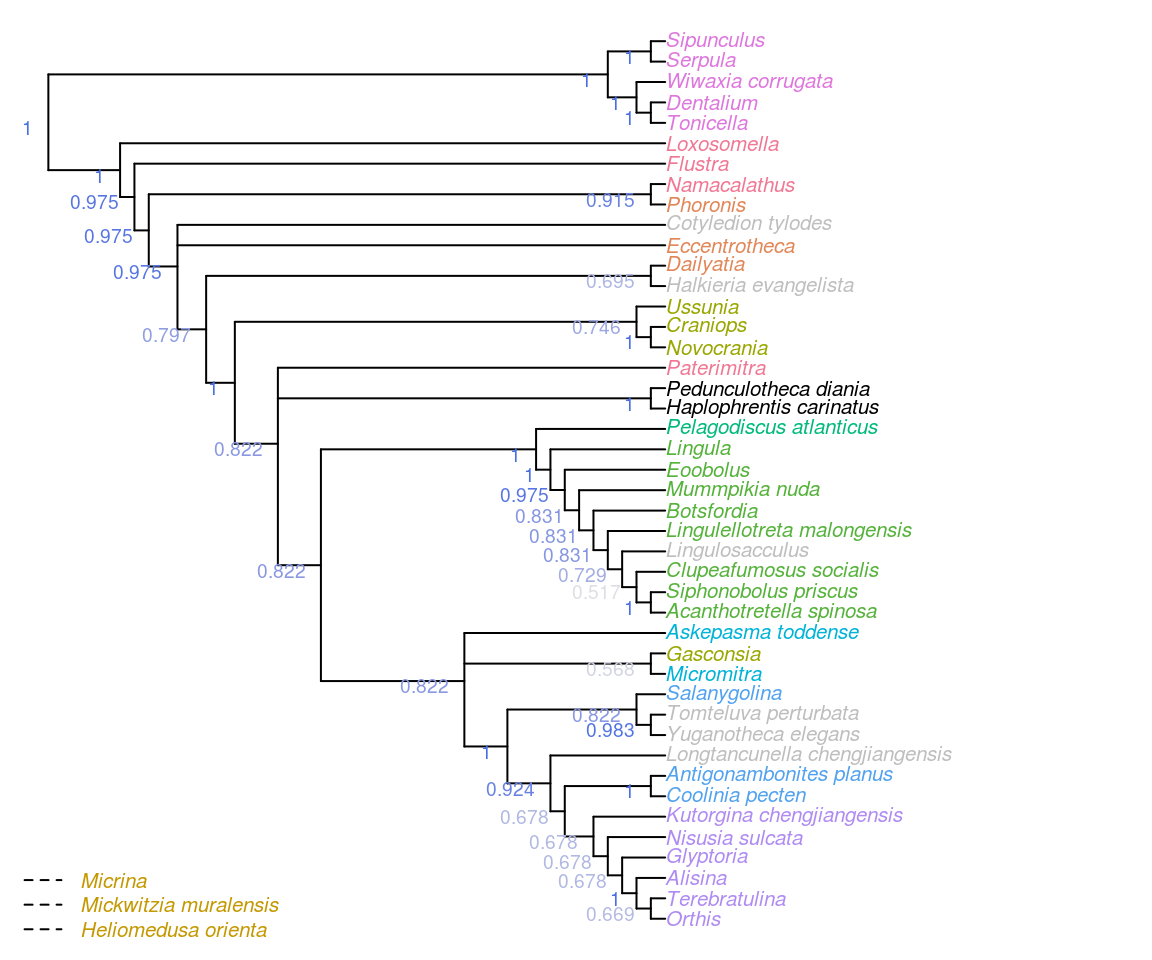 Sipunculus
1
Serpula
1
Wiwaxia corrugata
1
Dentalium
1
Tonicella
1
Loxosomella
1
Flustra
0.975
Namacalathus
0.915
Phoronis
Cotyledion tylodes
0.975
Eccentrotheca
Dailyatia
0.975
0.695
Halkieria evangelista
Ussunia
Craniops
0.746
0.797
1
Novocrania
Paterimitra
1
Pedunculotheca diania
1
Haplophrentis carinatus
Pelagodiscus atlanticus
0.822
Lingula
1
Eoobolus
1
Mummpikia nuda
0.975
Botsfordia
0.831
Lingulellotreta malongensis
0.831
Lingulosacculus
0.831
Clupeafumosus socialis
0.822
0.729
Siphonobolus priscus
0.517
Acanthotretella spinosa
1
Askepasma toddense
Gasconsia
0.568
Micromitra
0.822
Salanygolina
Tomteluva perturbata
0.822
0.983
Yuganotheca elegans
1
Longtancunella chengjiangensis
Antigonambonites planus
0.924
1
Coolinia pecten
0.678
Kutorgina chengjiangensis
0.678
Nisusia sulcata
0.678
Glyptoria
0.678
Alisina
1
Terebratulina
0.669
Orthis
Micrina
Mickwitzia muralensis
Heliomedusa orienta